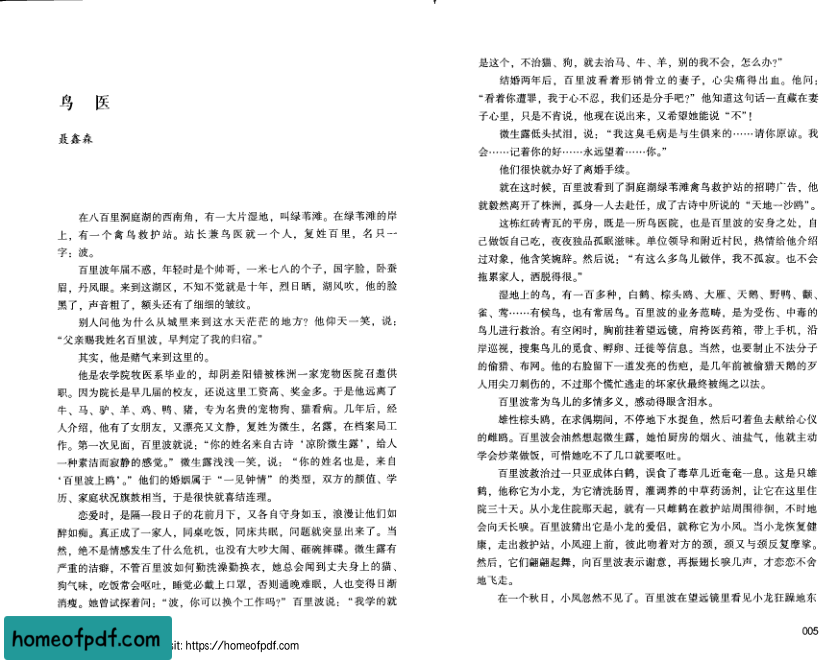 鸟 医
聂鑫森
在八百里洞庭湖的西南角，有一大片湿地，叫绿苇滩。在绿苇滩的岸
上，有一个禽鸟救护站。站长兼鸟医就一个人，复姓百里，名只一
字：波。
百里波年届不惑，年轻时是个帅哥，一米七八的个子，国字脸，卧蚕
眉，丹凤眼。来到这湖区，不知不觉就是十年，烈日晒，湖风吹，他的脸
黑了，声音粗了，额头还有了细细的皱纹。
别人问他为什么从城里来到这水天茫茫的地方？他仰天一笑，说：
“父亲赐我姓名百里波，早判定了我的归宿。”
其实，他是赌气来到这里的。
他是农学院牧医系毕业的，却阴差阳错被株洲一家宠物医院召邀供
职。因为院长是早几届的校友，还说这里工资高、奖金多。于是他远离了
牛、马、驴、羊、鸡、鸭、猪，专为名贵的宠物狗、猫看病。几年后，经
人介绍，他有了女朋友，又漂亮又文静，复姓为微生，名露，在档案局工
作。第一次见面，百里波就说：“你的姓名来自古诗‘凉阶微生露’，给人
一种素洁而寂静的感觉。”微生露浅浅一笑，说：“你的姓名也是，来自
‘百里波上鸥’。”他们的婚姻属于“一见钟情”的类型，双方的颜值、学
历、家庭状况旗鼓相当，于是很快就喜结连理。
恋爱时，是隔一段日子的花前月下，又各自守身如玉，浪漫让他们如
醉如痴。真正成了一家人，同桌吃饭，同床共眠，问题就突显出来了。当
然，绝不是情感发生了什么危机，也没有大吵大闹、砸碗摔碟。微生露有
严重的洁癖，不管百里波如何勤洗澡勤换衣，她总会闻到丈夫身上的猫、
狗气味，吃饭常会呕吐，睡觉必戴上口罩，否则通晚难眠，人也变得日渐
消瘦。她曾试探着问：“波，你可以换个工作吗？”百里波说：“我学的就
是这个，不治猫、狗，就去治马、牛、羊，别的我不会，怎么办？”
结婚两年后，百里波看着形销骨立的妻子，心尖痛得出血。他问：
“看着你遭罪，我于心不忍，我们还是分手吧？”他知道这句话一直藏在妻
子心里，只是不肯说，他现在说出来，又希望她能说“不”！
微生露低头拭泪，说：“我这臭毛病是与生俱来的……请你原谅。我
会……记着你的好……永远望着……你。”
他们很快就办好了离婚手续。
就在这时候，百里波看到了洞庭湖绿苇滩禽鸟救护站的招聘广告，他
就毅然离开了株洲，孤身一人去赴任，成了古诗中所说的“天地一沙鸥”。
这栋红砖青瓦的平房，既是一所鸟医院，也是百里波的安身之处，自
己做饭自己吃，夜夜独品孤眠滋味。单位领导和附近村民，热情给他介绍
过对象，他含笑婉辞。然后说：“有这么多鸟儿做伴，我不孤寂。也不会
拖累家人，洒脱得很。”
湿地上的鸟，有一百多种，白鹤、棕头鸥、大雁、天鹅、野鸭、鹳、
雀、莺……有候鸟，也有常居鸟。百里波的业务范畴，是为受伤、中毒的
鸟儿进行救治。有空闲时，胸前挂着望远镜，肩挎医药箱，带上手机，沿
岸巡视，搜集鸟儿的觅食、孵卵、迁徙等信息。当然，也要制止不法分子
的偷猎、布网。他的右脸留下一道发亮的伤疤，是几年前被偷猎天鹅的歹
人用尖刀刺伤的，不过那个慌忙逃走的坏家伙最终被绳之以法。
百里波常为鸟儿的多情多义，感动得眼含泪水。
雄性棕头鸥，在求偶期间，不停地下水捉鱼，然后叼着鱼去献给心仪
的雌鸥。百里波会油然想起微生露，她怕厨房的烟火、油盐气，他就主动
学会炒菜做饭，可惜她吃不了几口就要呕吐。
百里波救治过一只亚成体白鹤，误食了毒草几近奄奄一息。这是只雄
鹤，他称它为小龙，为它清洗肠胃，灌调养的中草药汤剂，让它在这里住
院三十天。从小龙住院那天起，就有一只雌鹤在救护站周围徘徊，不时地
会向天长唳。百里波猜出它是小龙的爱侣，就称它为小凤。当小龙恢复健
康，走出救护站，小凤迎上前，彼此吻着对方的颈，颈又与颈反复摩挲。
然后，它们翩翩起舞，向百里波表示谢意，再振翅长唳几声，才恋恋不舍
地飞走。
在一个秋日，小凤忽然不见了。百里波在望远镜里看见小龙狂躁地东
005
homeofpdf.com
sit: https://homeofpdf.com